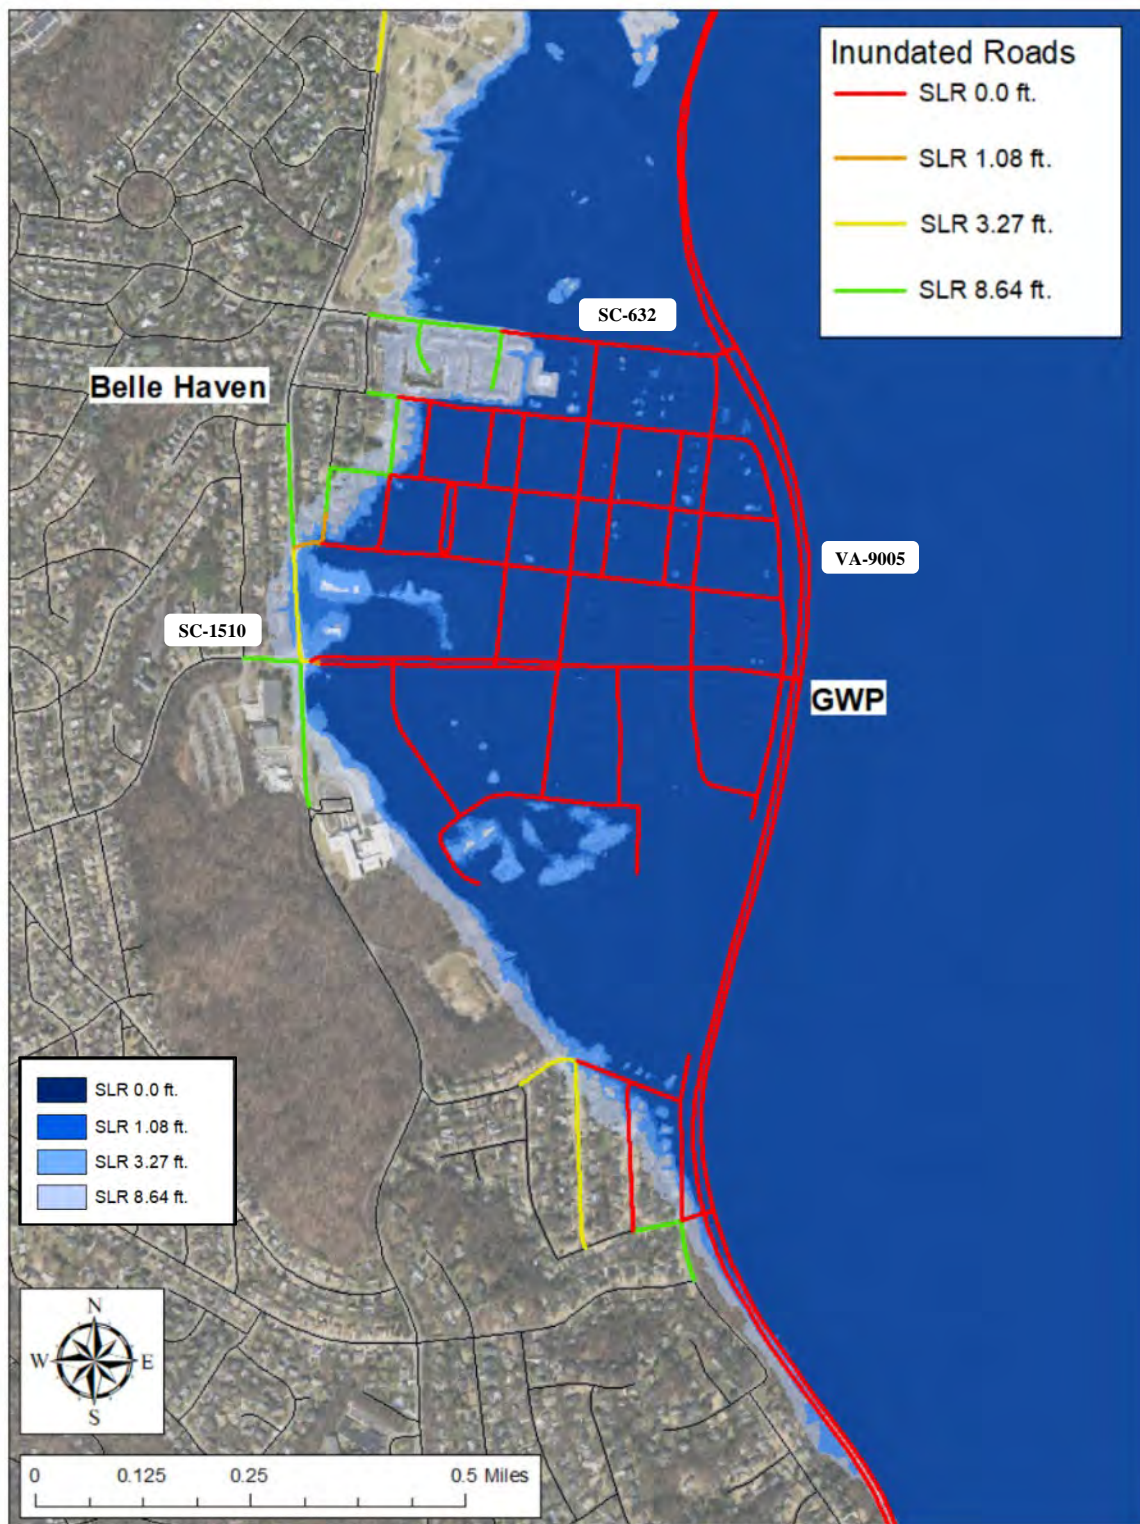 Inundated Roads
SLR 0.0 ft.
SLR 1.08 ft.
SLR 3.27 ft.
SLR 8.64 ft.
SC-632
Belle Haven
VA-9005
SC-1510
GWP
SLR 0.0 ft.
SLR 1.08 ft.
SLR 3.27 ft.
SLR 8.64 ft.
N
W E
S
0 0.125 0.25 0.5 Miles